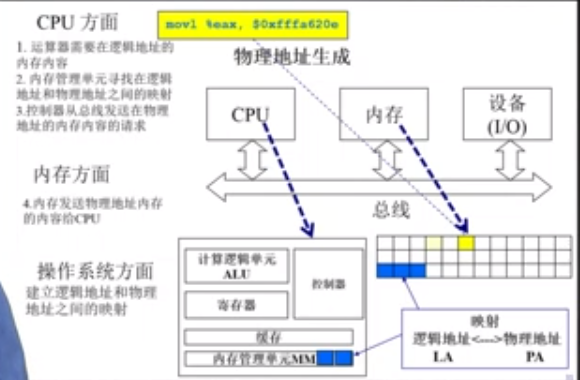 CPU 方面
movl %eax, $0xfffa620e
物理地址生成
1. 运算器需要在逻辑地址的
内存内容
2. 内存管理单元寻找在逻辑
地址和物理地址之间的映射
3.控制器从总线发送在物理
地址的内存内容的请求
CPU
内存
设备
(I/O)
内存方面
4.内存发送物理地址内存
的内容给CPU
总线
操作系统方面
建立逻辑地址和物理
地址之间的映射
计算逻辑单元
ALU
控制器
寄存器
缓存
内存管理单元MM
映射
逻辑地址<--->物理地址
LA PA